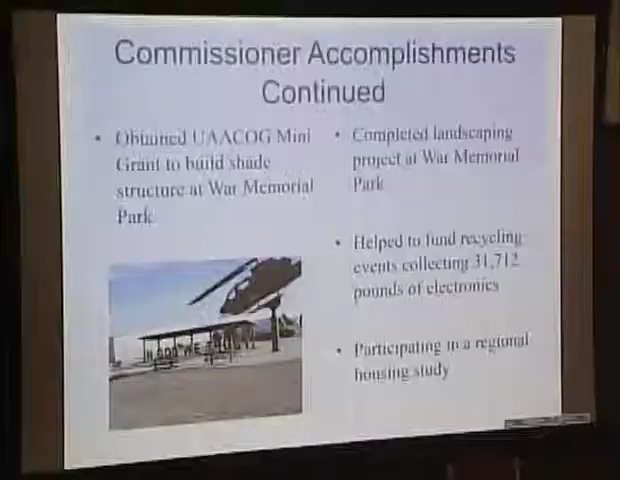 Commissioner Accomplishments
Continued
• Obtained UAACOG Mini
Grant to build shade
structure at War Memorial
Park
• Completed landscaping
project at War Memorial
Park
• Helped to fund recycling
events collecting 31,712
pounds of electronics
• Participating in a regional
housing study